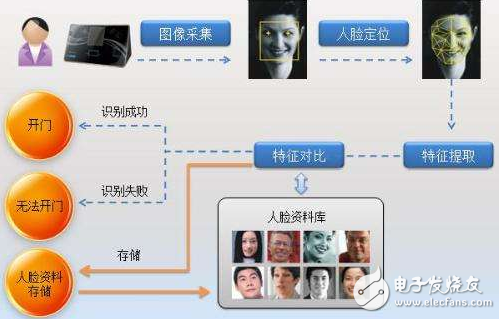 图像采集
人脸定位
开门
识别成功
特征对比
特征提取
无法开门
识别失败
人脸资料库
存储
人脸资料
存储
电子发烧友
www.elecfans.com